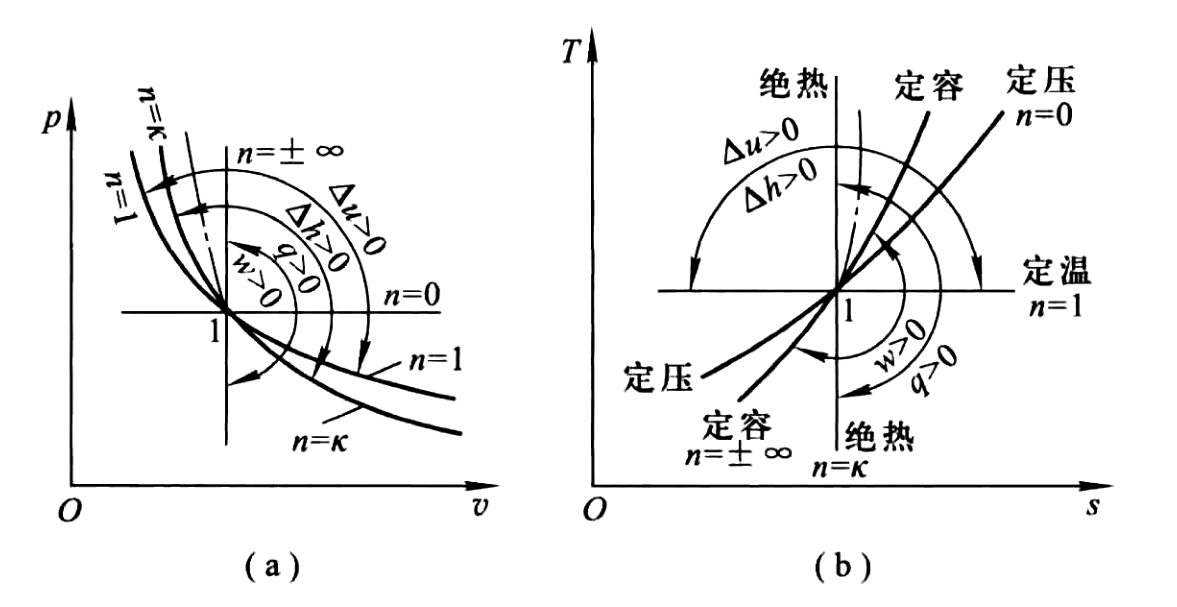 p
n=κ
n=1
n=± ∞
Δu>0
Δh>0
q>0
w>0
n=0
1
n=1
n=κ
O
v
(a)
T
绝热
定容
定压
n=0
Δu>0
Δh>0
定温
n=1
1
w>0
q>0
定压
定容
n=± ∞
绝热
n=κ
O
s
(b)